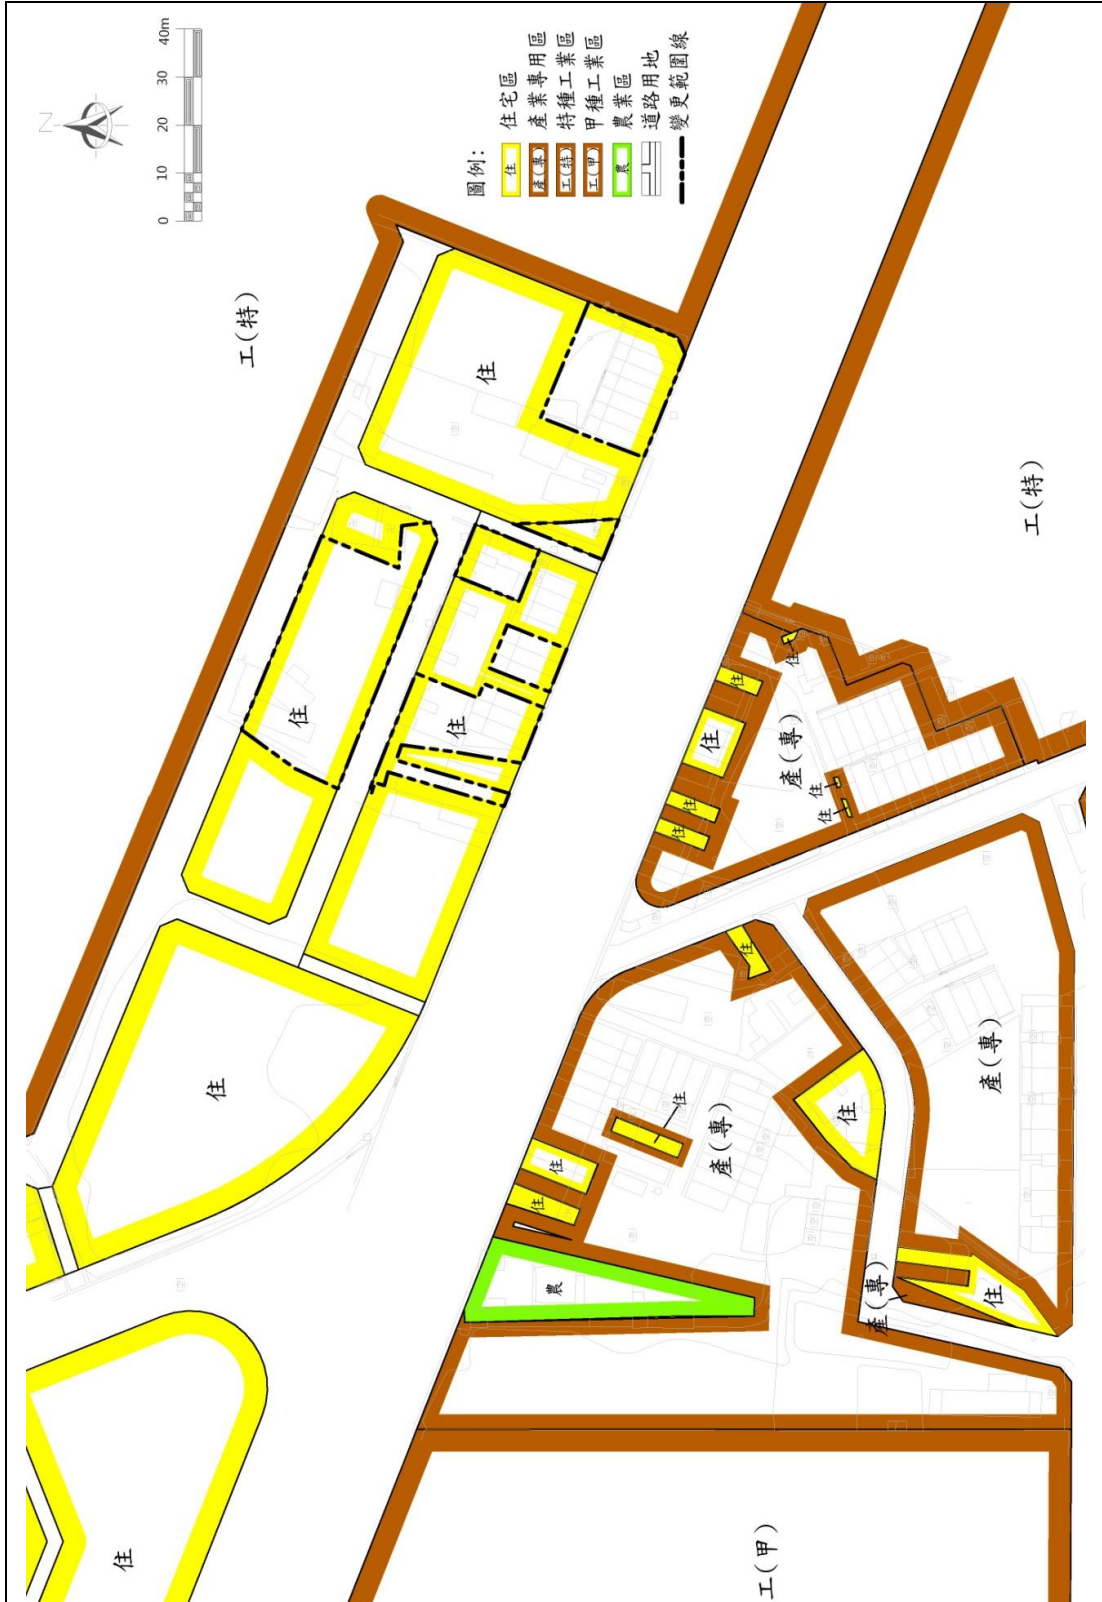 40m
30
20
10
0
N
圖例：
住 住宅區
產(專) 產業專用區
工(特) 特種工業區
工(甲) 甲種工業區
農 農業區
道路用地
變更範圍線
工(特)
住
住
住
住
住
工(特)
住
住
住
住
住
產(專)
住
住
住
住
產(專)
住
住
住
住
產(專)
農
產(專)
住
工(甲)